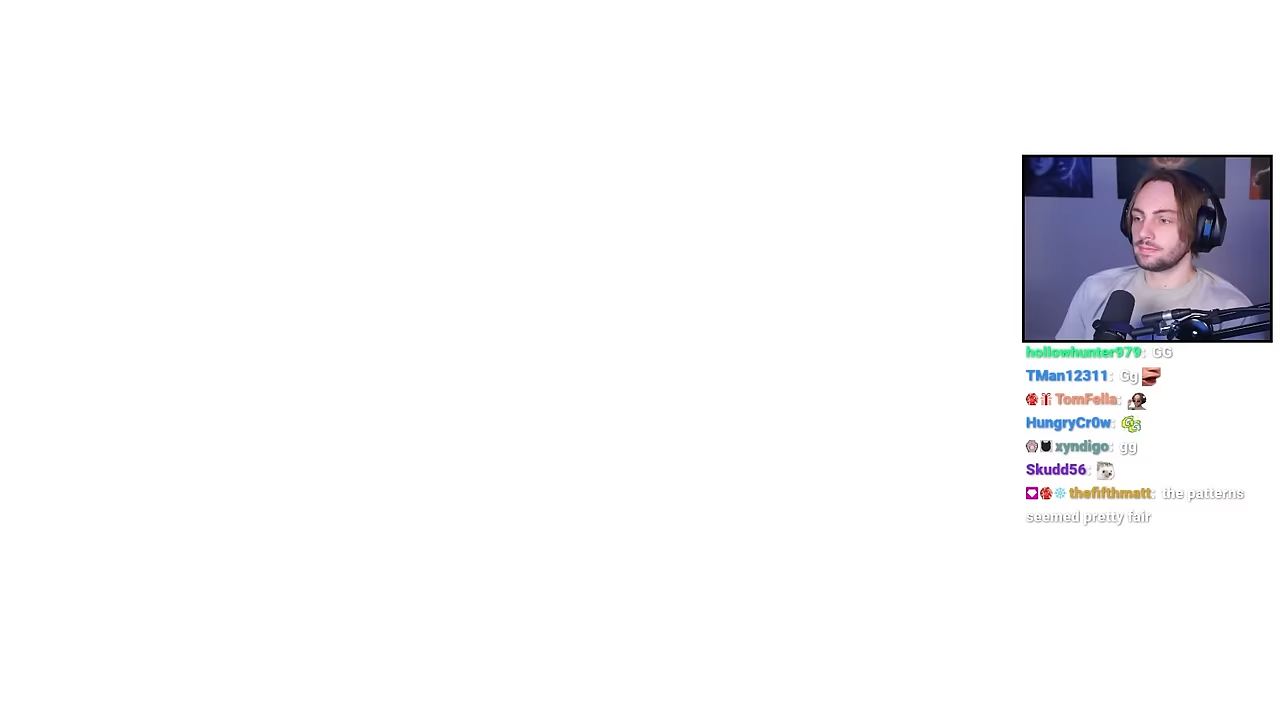 hollowhunter979: GG
TMan12311: Gg
TomFella:
HungryCr0w:
xyndigo: gg
Skudd56:
thefifthmatt: the patterns
seemed pretty fair